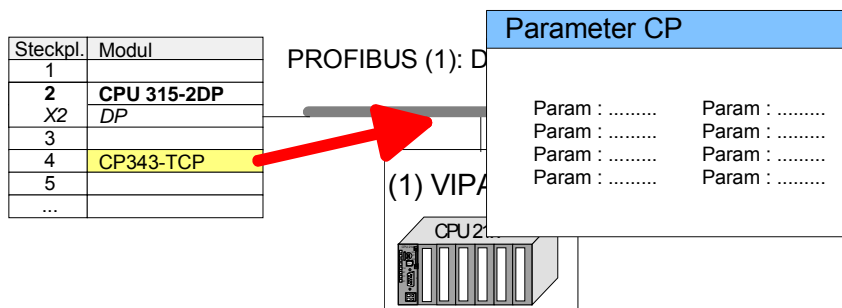 Parameter CP
Steckpl. Modul
1
2 CPU 315-2DP
X2 DP
3
4 CP343-TCP
5
...
PROFIBUS (1): D
Param : ......... Param : .........
Param : ......... Param : .........
Param : ......... Param : .........
Param : ......... Param : .........
(1) VIPA
CPU 21